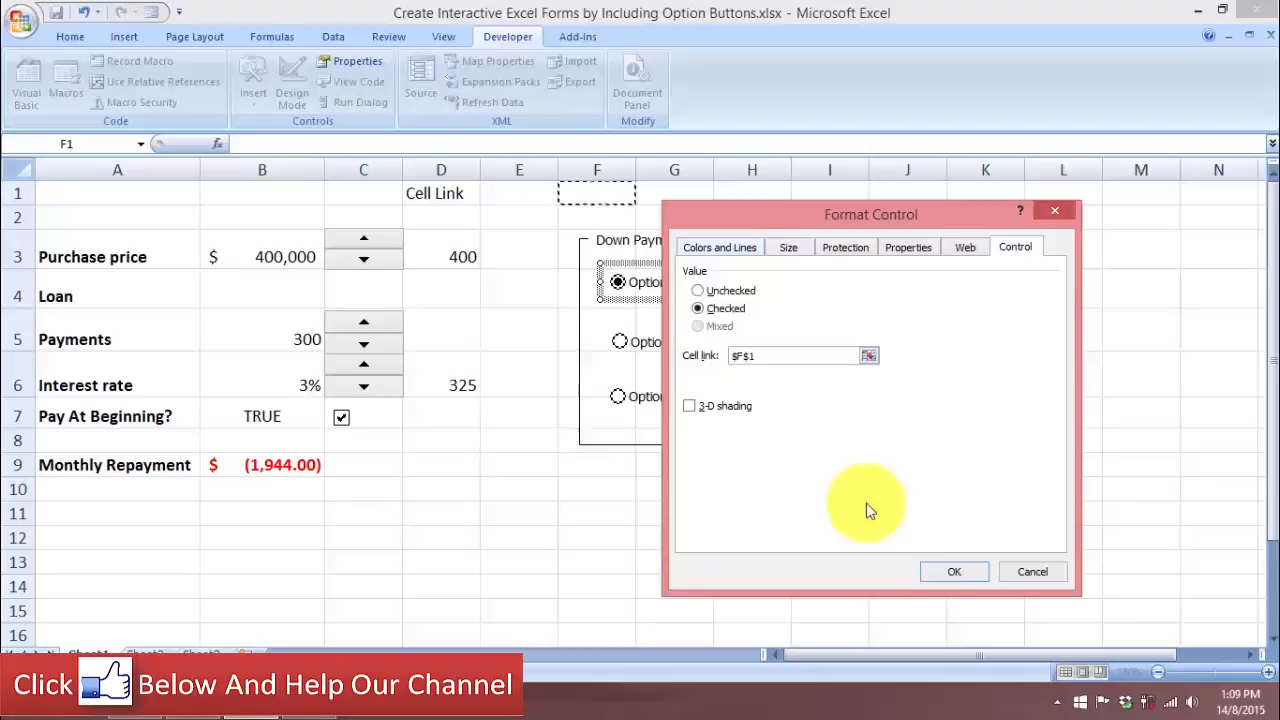 Create Interactive Excel Forms by Including Option Buttons.xlsx - Microsoft Excel
Home Insert Page Layout Formulas Data Review View Developer Add-Ins
Visual Basic
Macros
Record Macro
Use Relative References
Macro Security
Code
Insert
Design Mode
Properties
View Code
Run Dialog
Controls
Source
Map Properties
Expansion Packs
Refresh Data
Import
Export
XML
Document Panel
Modify
F1 fx
A B C D E F G H I J K L M N
1 Cell Link
2
3 Purchase price $ 400,000 400
4 Loan
5 Payments 300
6 Interest rate 3% 325
7 Pay At Beginning? TRUE
8
9 Monthly Repayment $ (1,944.00)
10
11
12
13
14
15
16
Down Paym
Optio
Optio
Optio
Format Control
?
Colors and Lines Size Protection Properties Web Control
Value
Unchecked
Checked
Mixed
Cell link: $F$1
3-D shading
OK Cancel
Click Below And Help Our Channel
1:09 PM
14/8/2015